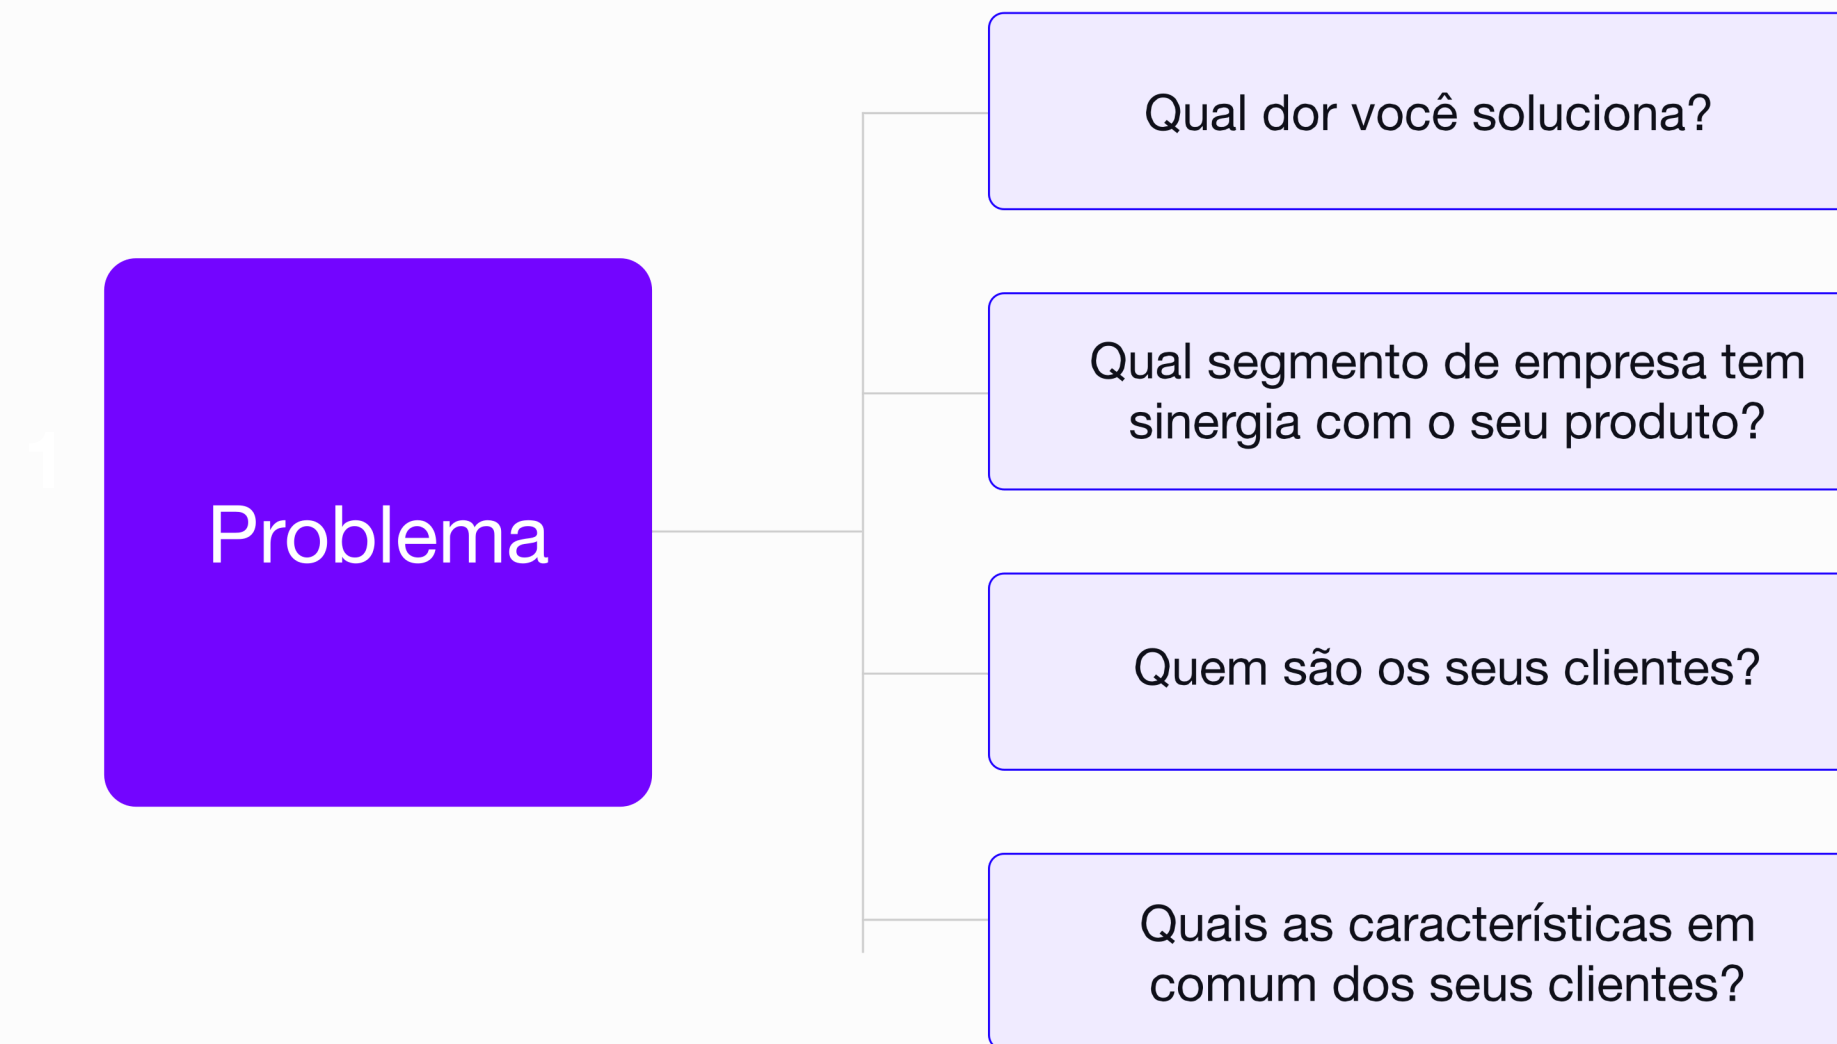 Qual dor você soluciona?
Qual segmento de empresa tem
sinergia com o seu produto?
1
Problema
Quem são os seus clientes?
Quais as características em
comum dos seus clientes?